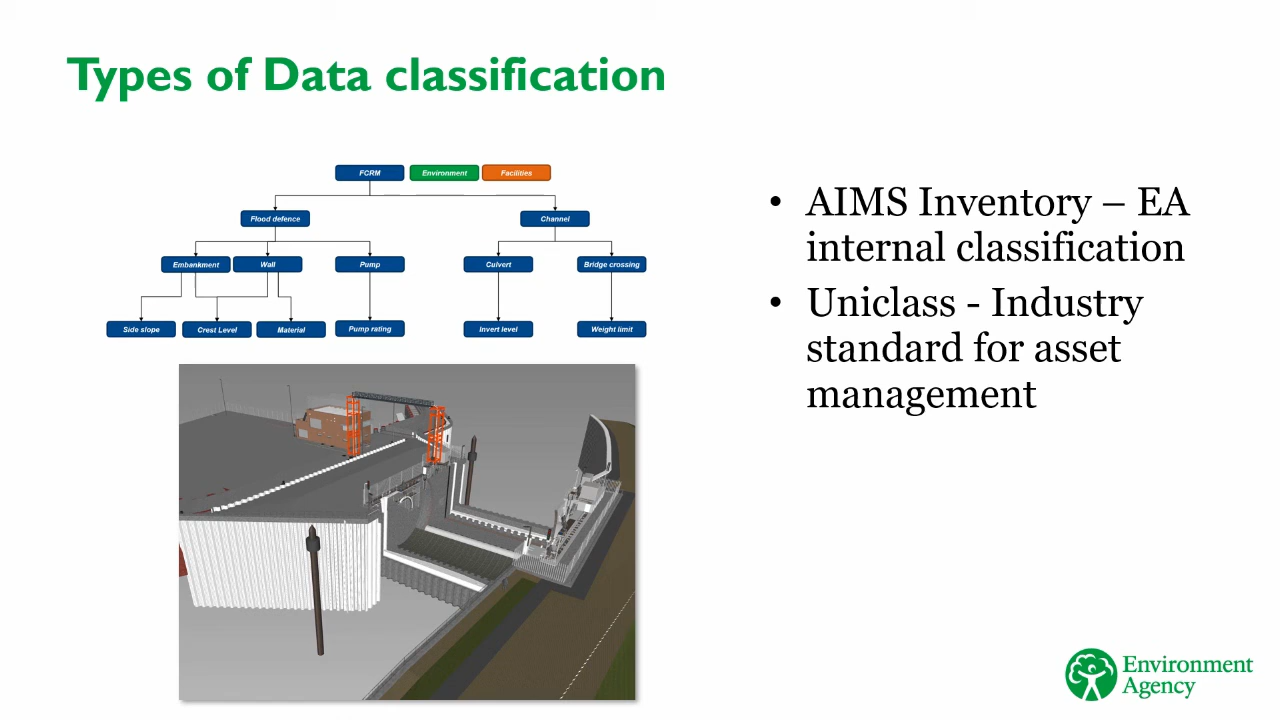 Types of Data classification
FCRM Environment Facilities
Flood defence Channel
Embankment Wall Pump Culvert Bridge crossing
Side slope Crest Level Material Pump rating Invert level Weight limit
• AIMS Inventory – EA
internal classification
• Uniclass - Industry
standard for asset
management
Environment
Agency